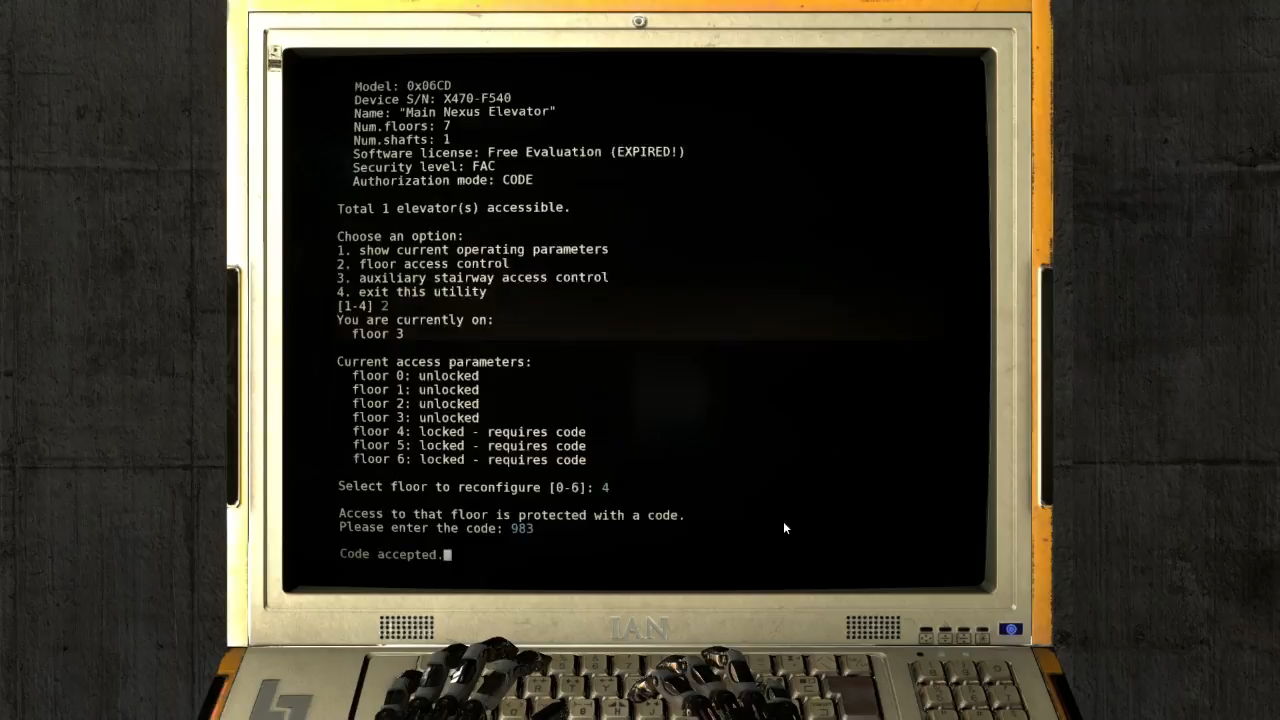 Model: 0x06CD
Device S/N: X470-F540
Name: "Main Nexus Elevator"
Num.floors: 7
Num.shafts: 1
Software license: Free Evaluation (EXPIRED!)
Security level: FAC
Authorization mode: CODE
Total 1 elevator(s) accessible.
Choose an option:
1. show current operating parameters
2. floor access control
3. auxiliary stairway access control
4. exit this utility
[1-4] 2
You are currently on:
floor 3
Current access parameters:
floor 0: unlocked
floor 1: unlocked
floor 2: unlocked
floor 3: unlocked
floor 4: locked - requires code
floor 5: locked - requires code
floor 6: locked - requires code
Select floor to reconfigure [0-6]: 4
Access to that floor is protected with a code.
Please enter the code: 983
Code accepted.
IAN